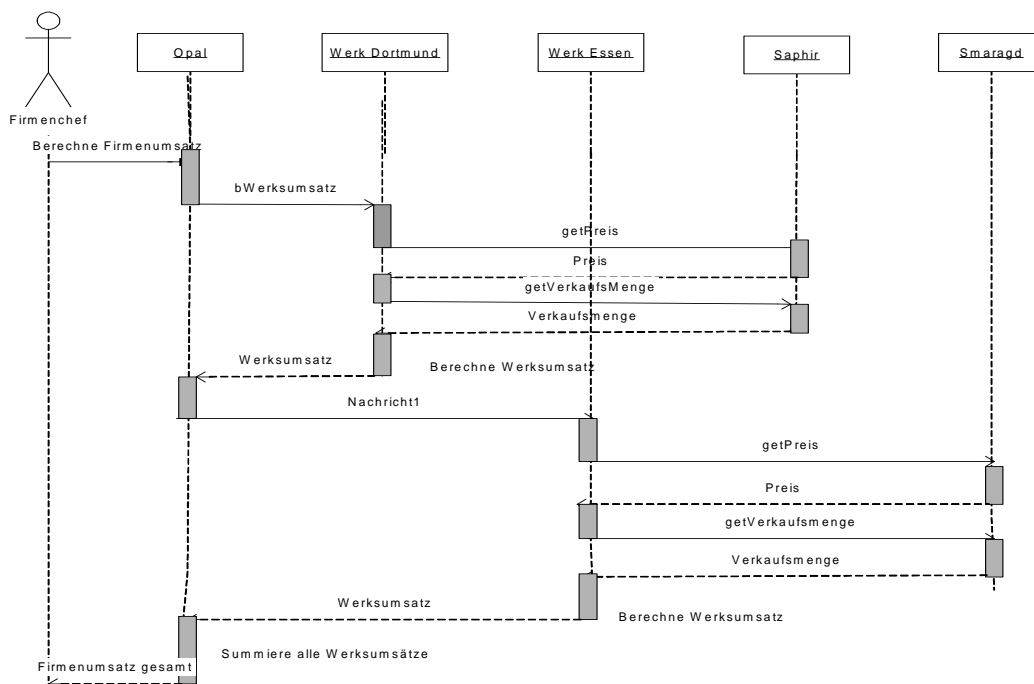 Opal
Werk Dortmund
Werk Essen
Saphir
Smaragd
Firmenchef
Berechne Firmenumsatz
bWerksumsatz
getPreis
Preis
getVerkaufsMenge
Verkaufsmenge
Werksumsatz
Berechne Werksumsatz
Nachricht1
getPreis
Preis
getVerkaufsmenge
Verkaufsmenge
Werksumsatz
Berechne Werksumsatz
Summiere alle Werksumsätze
Firmenumsatz gesamt